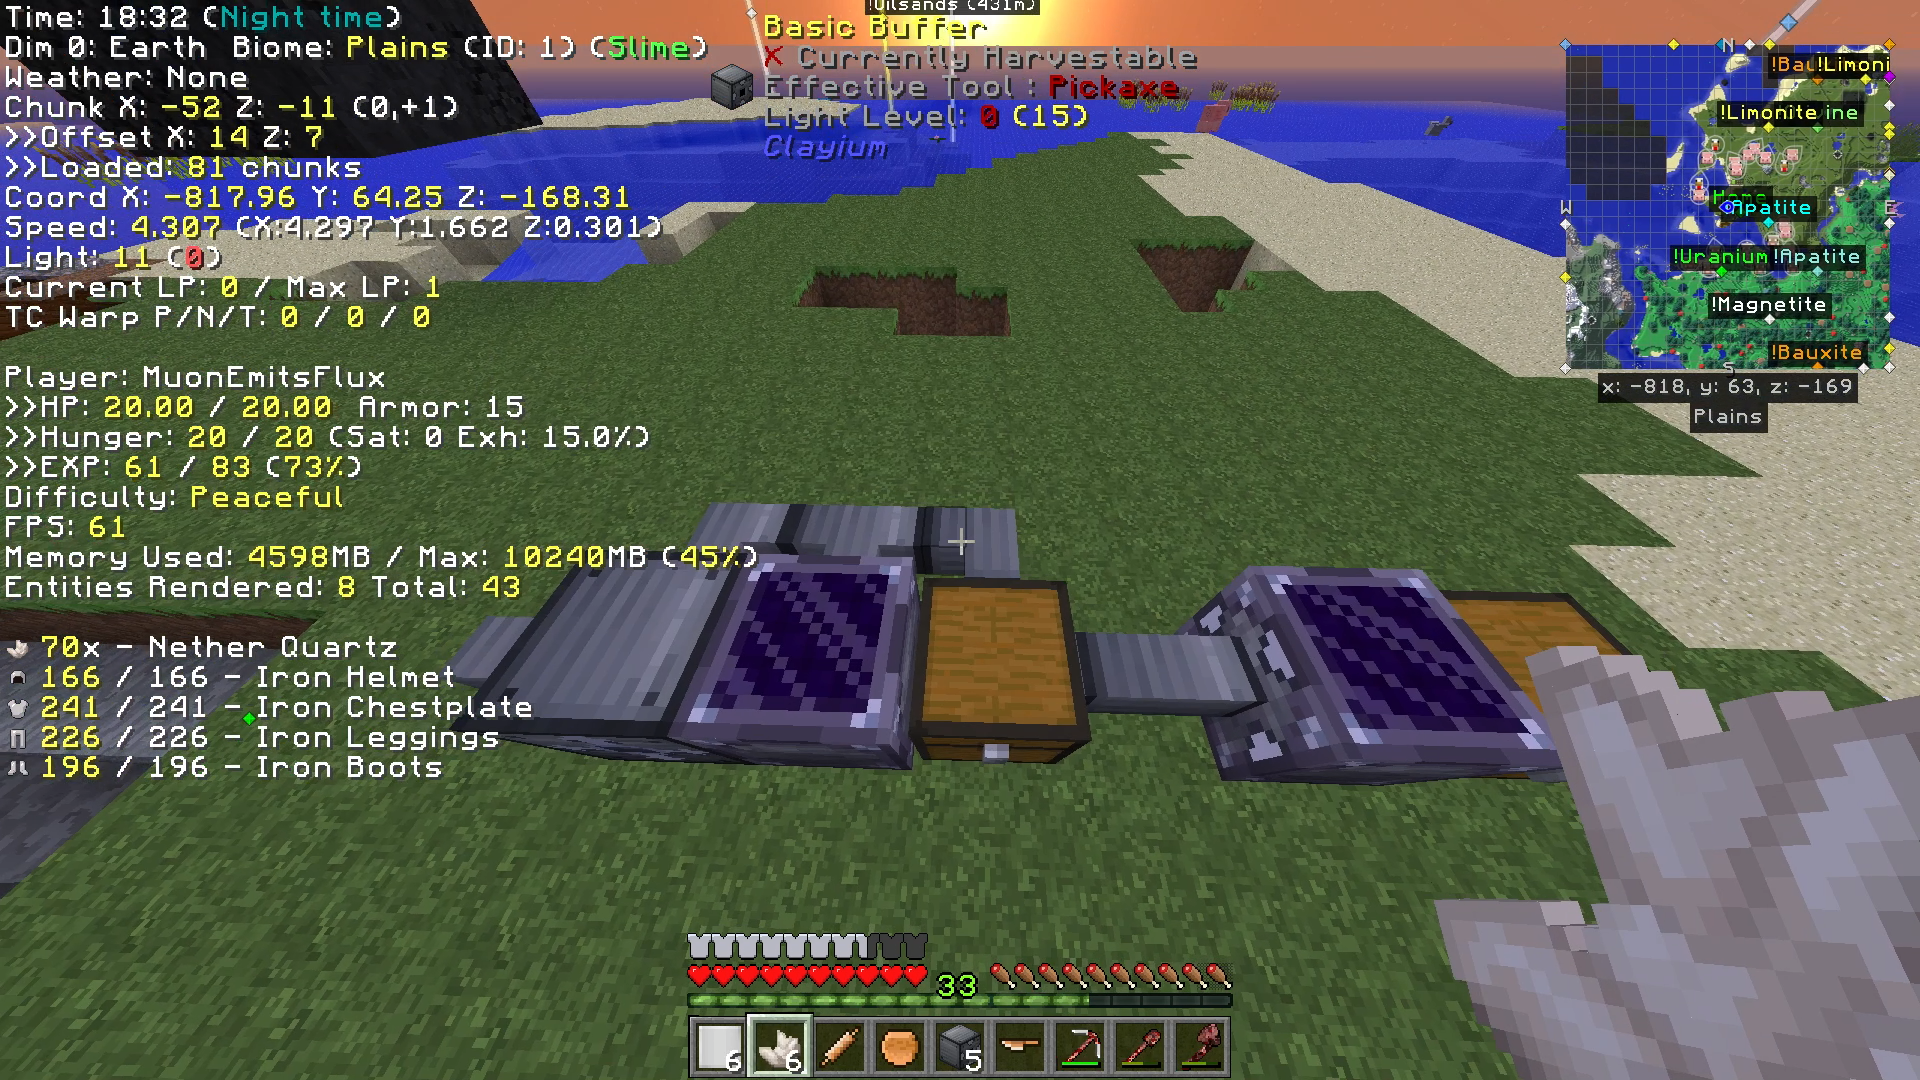 Time: 18:32 (Night time)
Dim 0: Earth Biome: Plains (ID: 1) (Slime)
Weather: None
Chunk X: -52 Z: -11 (0,+1)
>>Offset X: 14 Z: 7
>>Loaded: 81 chunks
Coord X: -817.96 Y: 64.25 Z: -168.31
Speed: 4.307 (X:4.297 Y:1.662 Z:0.301)
Light: 11 (0)
Current LP: 0 / Max LP: 1
TC Warp P/N/T: 0 / 0 / 0
Player: MuonEmitsFlux
>>HP: 20.00 / 20.00 Armor: 15
>>Hunger: 20 / 20 (Sat: 0 Exh: 15.0%)
>>EXP: 61 / 83 (73%)
Difficulty: Peaceful
FPS: 61
Memory Used: 4598MB / Max: 10240MB (45%)
Entities Rendered: 8 Total: 43
70x - Nether Quartz
166 / 166 - Iron Helmet
241 / 241 - Iron Chestplate
226 / 226 - Iron Leggings
196 / 196 - Iron Boots
!Oilsands (431m)
Basic Buffer
X Currently Harvestable
Effective Tool : Pickaxe
Light Level: 0 (15)
Clayium
N
!Bau !Limoni
!Limonite ine
W
Home
E
!Apatite
!Uranium !Apatite
!Magnetite
!Bauxite
S
x: -818, y: 63, z: -169
Plains
33
6 6 5